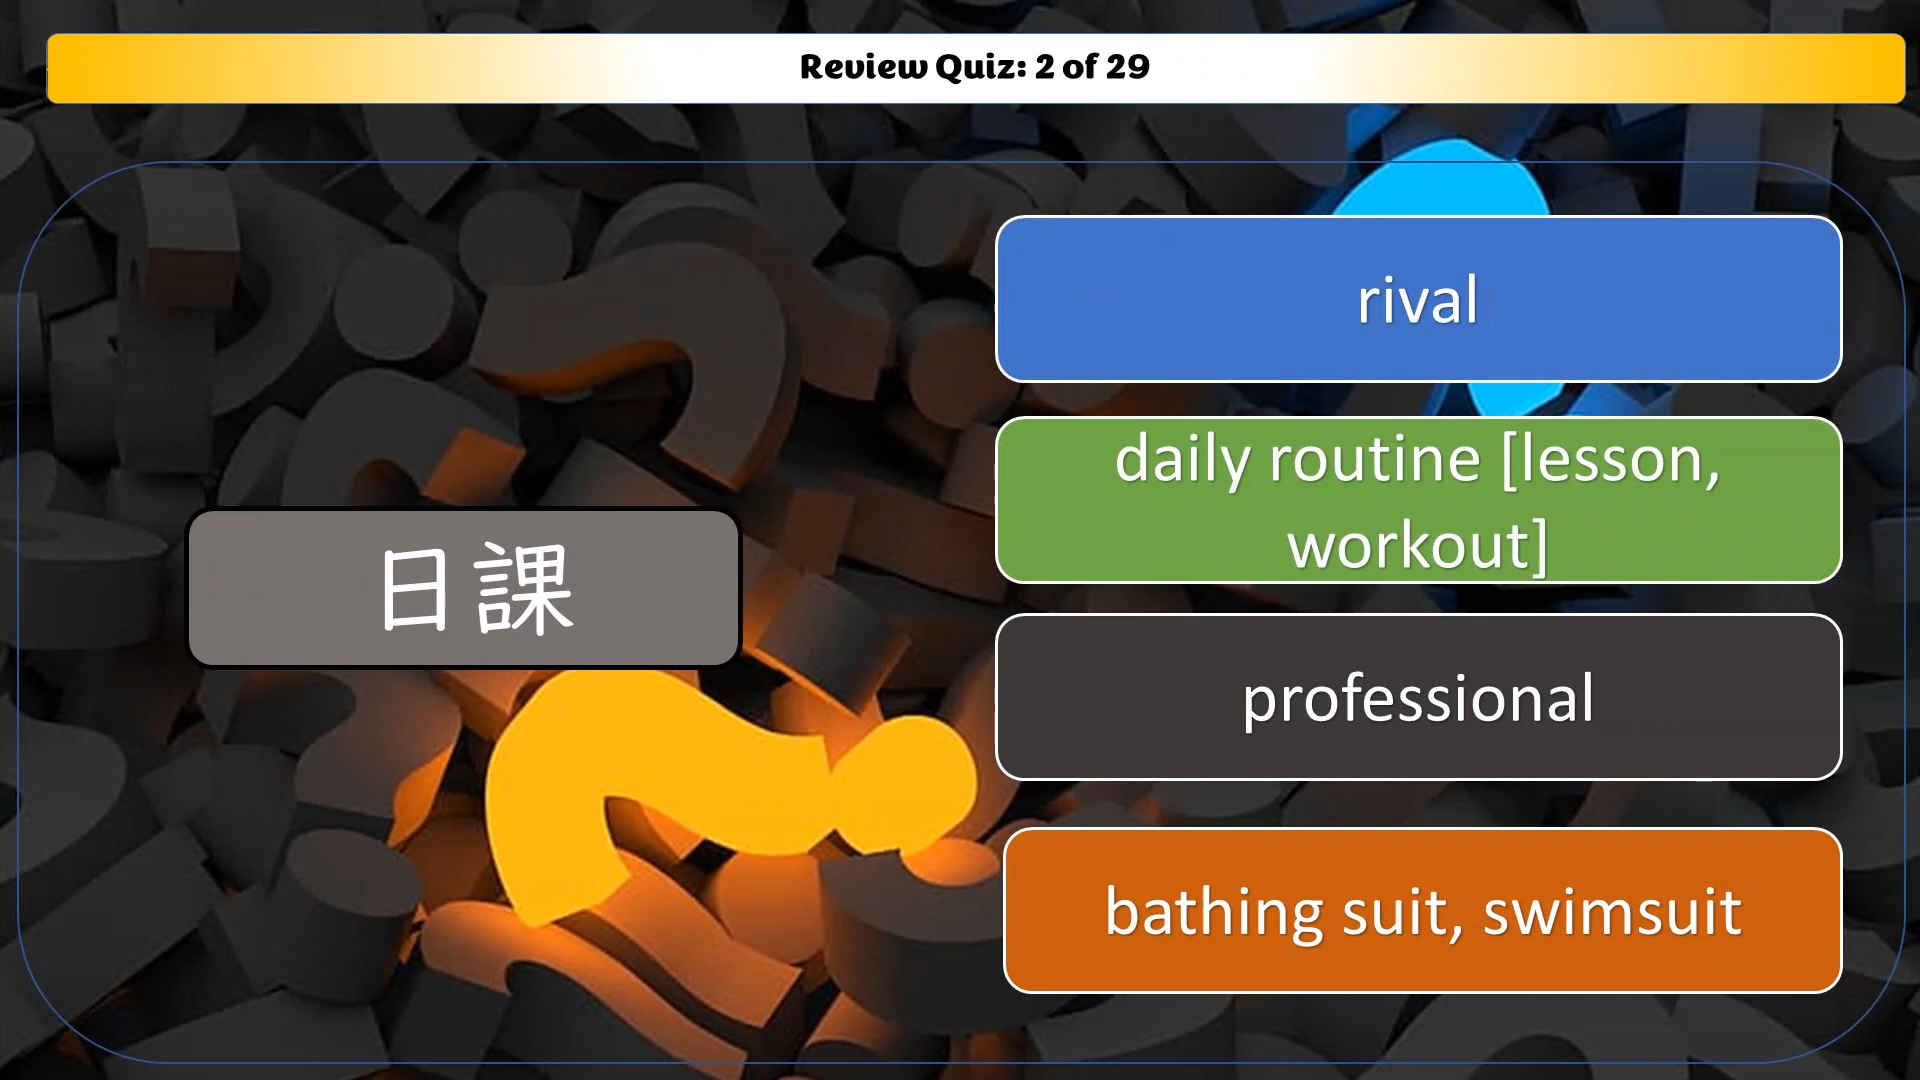 Review Quiz: 2 of 29
日課
rival
daily routine [lesson,
workout]
professional
bathing suit, swimsuit